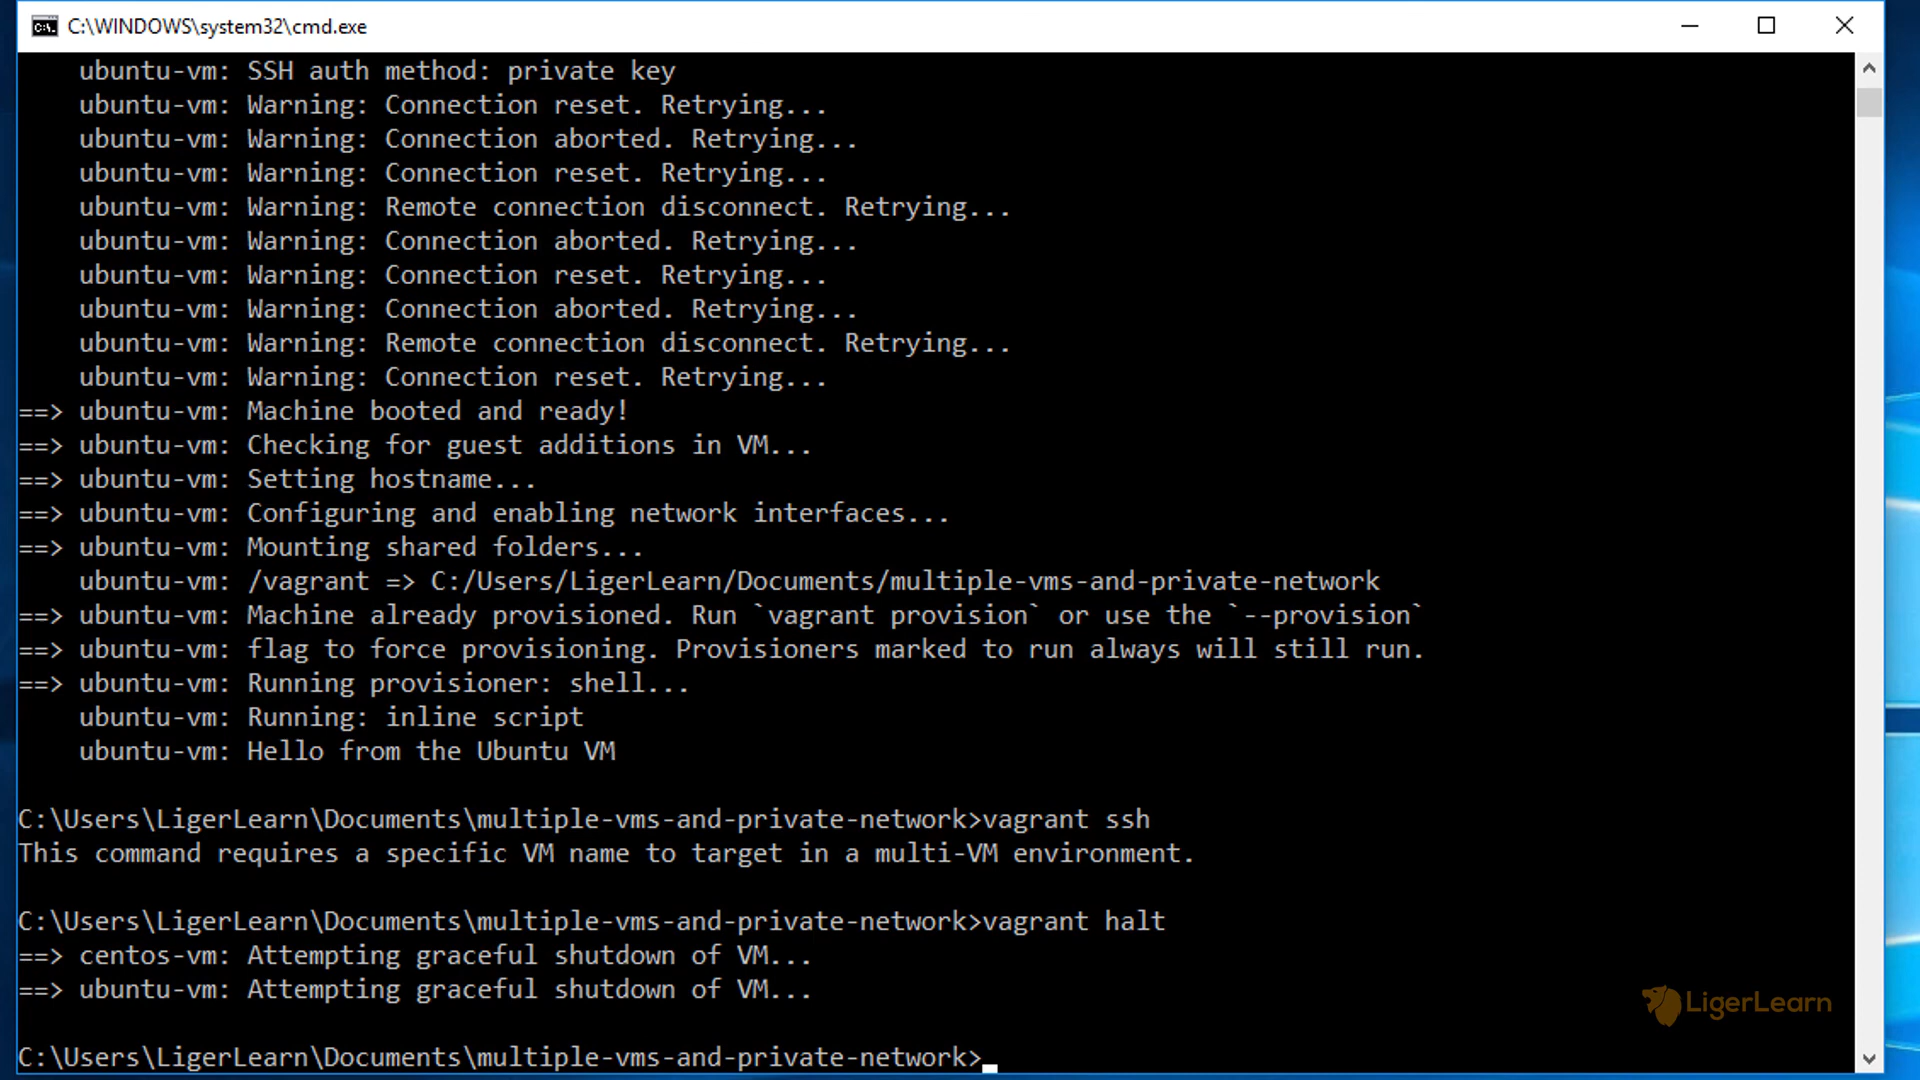 C:\WINDOWS\system32\cmd.exe
ubuntu-vm: SSH auth method: private key
ubuntu-vm: Warning: Connection reset. Retrying...
ubuntu-vm: Warning: Connection aborted. Retrying...
ubuntu-vm: Warning: Connection reset. Retrying...
ubuntu-vm: Warning: Remote connection disconnect. Retrying...
ubuntu-vm: Warning: Connection aborted. Retrying...
ubuntu-vm: Warning: Connection reset. Retrying...
ubuntu-vm: Warning: Connection aborted. Retrying...
ubuntu-vm: Warning: Remote connection disconnect. Retrying...
ubuntu-vm: Warning: Connection reset. Retrying...
==> ubuntu-vm: Machine booted and ready!
==> ubuntu-vm: Checking for guest additions in VM...
==> ubuntu-vm: Setting hostname...
==> ubuntu-vm: Configuring and enabling network interfaces...
==> ubuntu-vm: Mounting shared folders...
ubuntu-vm: /vagrant => C:/Users/LigerLearn/Documents/multiple-vms-and-private-network
==> ubuntu-vm: Machine already provisioned. Run `vagrant provision` or use the `--provision`
==> ubuntu-vm: flag to force provisioning. Provisioners marked to run always will still run.
==> ubuntu-vm: Running provisioner: shell...
ubuntu-vm: Running: inline script
ubuntu-vm: Hello from the Ubuntu VM
C:\Users\LigerLearn\Documents\multiple-vms-and-private-network>vagrant ssh
This command requires a specific VM name to target in a multi-VM environment.
C:\Users\LigerLearn\Documents\multiple-vms-and-private-network>vagrant halt
==> centos-vm: Attempting graceful shutdown of VM...
==> ubuntu-vm: Attempting graceful shutdown of VM...
LigerLearn
C:\Users\LigerLearn\Documents\multiple-vms-and-private-network>